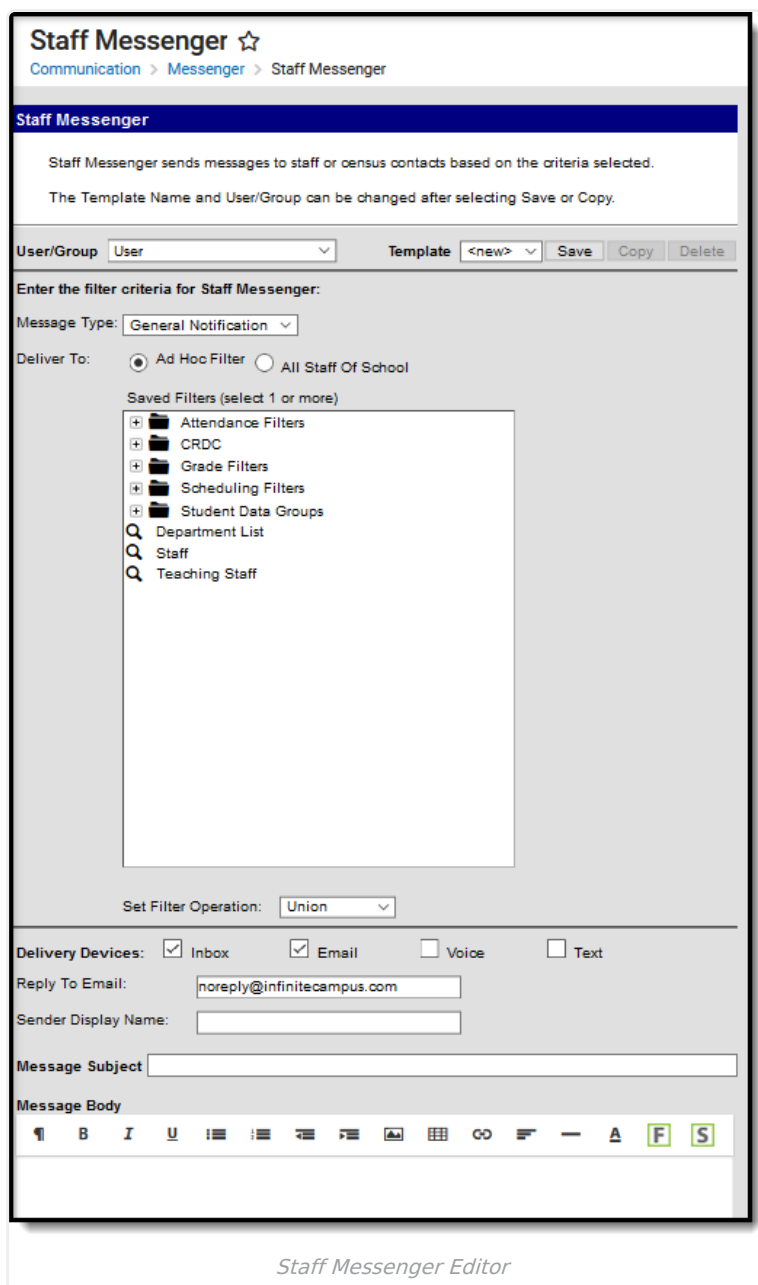 Staff Messenger
Communication > Messenger > Staff Messenger
Staff Messenger
Staff Messenger sends messages to staff or census contacts based on the criteria selected.
The Template Name and User/Group can be changed after selecting Save or Copy.
User/Group User Template <new> Save Copy Delete
Enter the filter criteria for Staff Messenger:
Message Type: General Notification
Deliver To: Ad Hoc Filter All Staff Of School
Saved Filters (select 1 or more)
Attendance Filters
CRDC
Grade Filters
Scheduling Filters
Student Data Groups
Department List
Staff
Teaching Staff
Set Filter Operation: Union
Delivery Devices: Inbox Email Voice Text
Reply To Email: noreply@infinitecampus.com
Sender Display Name:
Message Subject
Message Body
¶ B I U A F S
Staff Messenger Editor